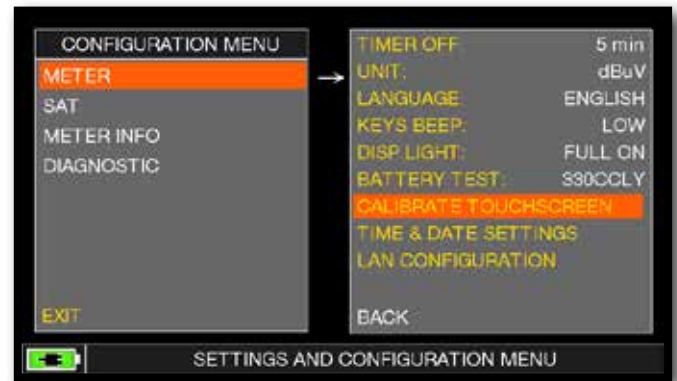 CONFIGURATION MENU
METER
SAT
METER INFO
DIAGNOSTIC
EXIT
→
TIMER OFF 5 min
UNIT: dBuV
LANGUAGE ENGLISH
KEYS BEEP: LOW
DISP.LIGHT: FULL ON
BATTERY TEST: 330CCLY
CALIBRATE TOUCHSCREEN
TIME & DATE SETTINGS
LAN CONFIGURATION
BACK
SETTINGS AND CONFIGURATION MENU